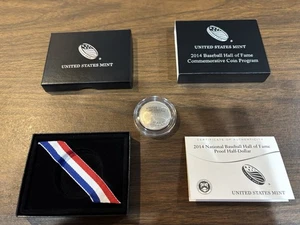 UNITED STATES MINT
UNITED STATES MINT
2014 Baseball Hall of Fame
Commemorative Coin Program
2014 National Baseball Hall of Fame
Proof Half-Dollar
UNITED STATES MINT